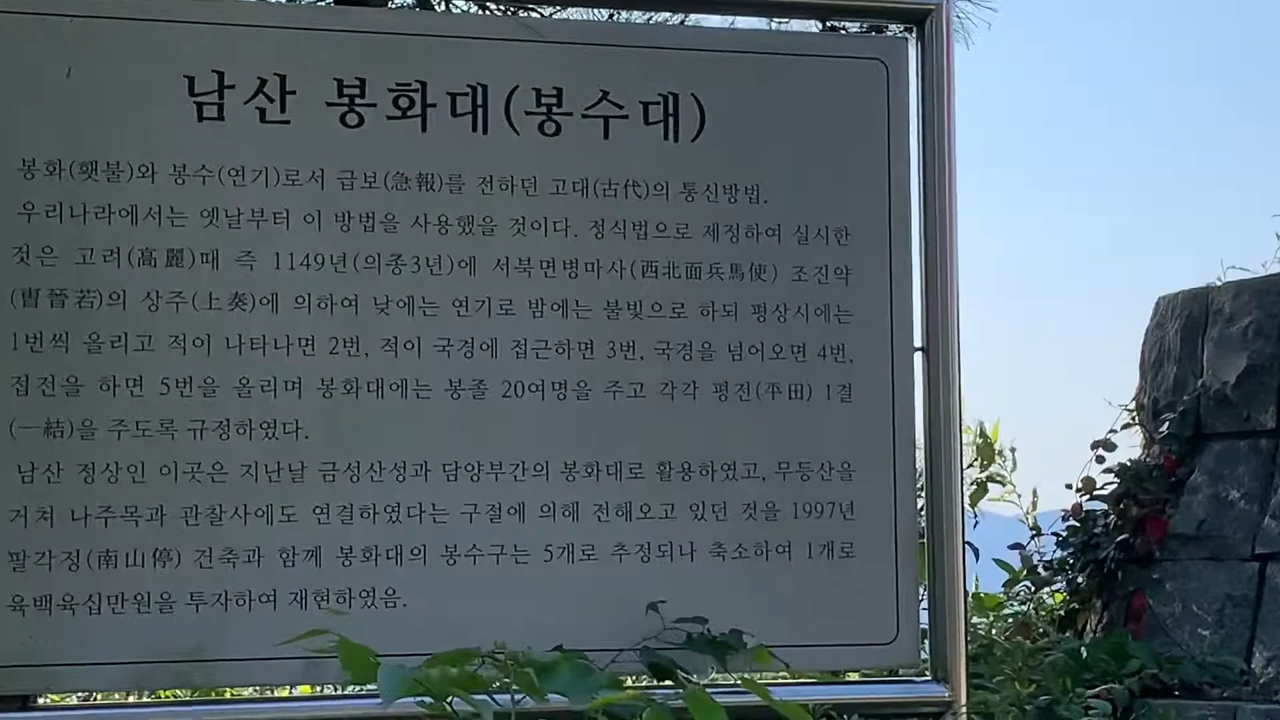 남산 봉화대(봉수대)
봉화(횃불)와 봉수(연기)로서 급보(急報)를 전하던 고대(古代)의 통신방법.
우리나라에서는 옛날부터 이 방법을 사용했을 것이다. 정식법으로 제정하여 실시한
것은 고려(高麗)때 즉 1149년(의종3년)에 서북면병마사(西北面兵馬使) 조진약
(曺晉若)의 상주(上奏)에 의하여 낮에는 연기로 밤에는 불빛으로 하되 평상시에는
1번씩 올리고 적이 나타나면 2번, 적이 국경에 접근하면 3번, 국경을 넘어오면 4번,
접전을 하면 5번을 올리며 봉화대에는 봉졸 20여명을 주고 각각 평전(平田) 1결
(一結)을 주도록 규정하였다.
남산 정상인 이곳은 지난날 금성산성과 담양부간의 봉화대로 활용하였고, 무등산을
거쳐 나주목과 관찰사에도 연결하였다는 구절에 의해 전해오고 있던 것을 1997년
팔각정(南山停) 건축과 함께 봉화대의 봉수구는 5개로 추정되나 축소하여 1개로
육백육십만원을 투자하여 재현하였음.